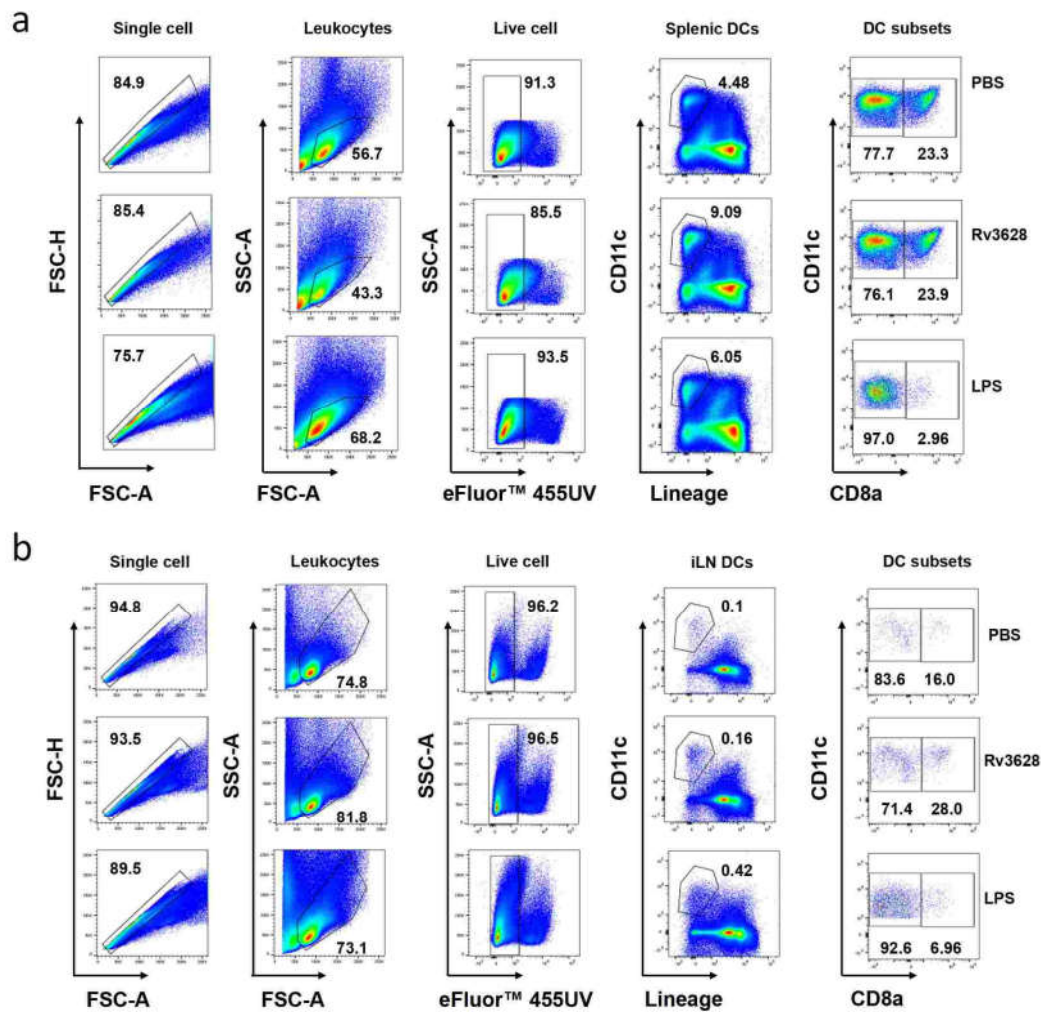 a
Single cell Leukocytes Live cell Splenic DCs DC subsets
84.9 56.7 91.3 4.48 77.7 23.3 PBS
85.4 43.3 85.5 9.09 76.1 23.9 Rv3628
75.7 68.2 93.5 6.05 97.0 2.96 LPS
FSC-H SSC-A SSC-A CD11c CD11c
FSC-A FSC-A eFluor™ 455UV Lineage CD8a
b
Single cell Leukocytes Live cell iLN DCs DC subsets
94.8 74.8 96.2 0.1 83.6 16.0 PBS
93.5 81.8 96.5 0.16 71.4 28.0 Rv3628
89.5 73.1 0.42 92.6 6.96 LPS
FSC-H SSC-A SSC-A CD11c CD11c
FSC-A FSC-A eFluor™ 455UV Lineage CD8a